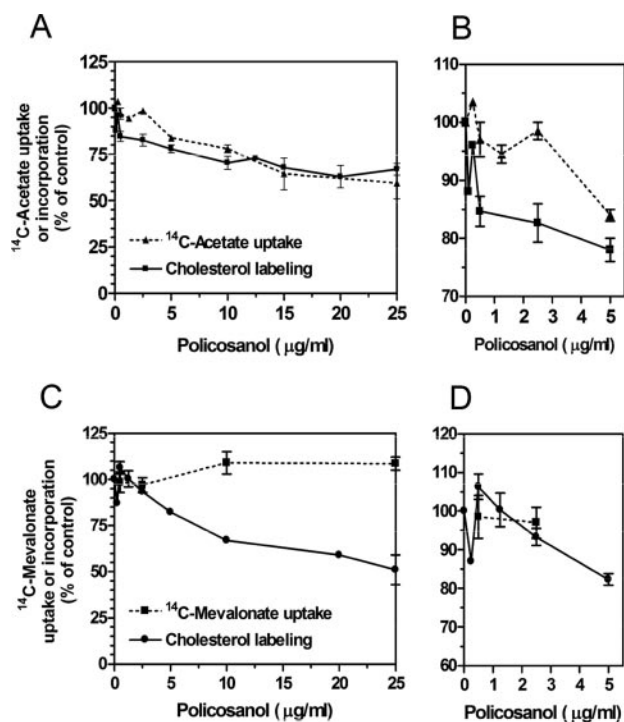 A
¹⁴C-Acetate uptake
or incorporation
(% of control)
125
100
75
50
25
0
¹⁴C-Acetate uptake
Cholesterol labeling
0 5 10 15 20 25
Policosanol ( μg/ml)
B
110
100
90
80
70
0 1 2 3 4 5
Policosanol ( μg/ml)
C
¹⁴C-Mevalonate
uptake or incorporation
(% of control)
125
100
75
50
25
0
¹⁴C-Mevalonate uptake
Cholesterol labeling
0 5 10 15 20 25
Policosanol ( μg/ml)
D
120
110
100
90
80
70
60
0 1 2 3 4 5
Policosanol ( μg/ml)